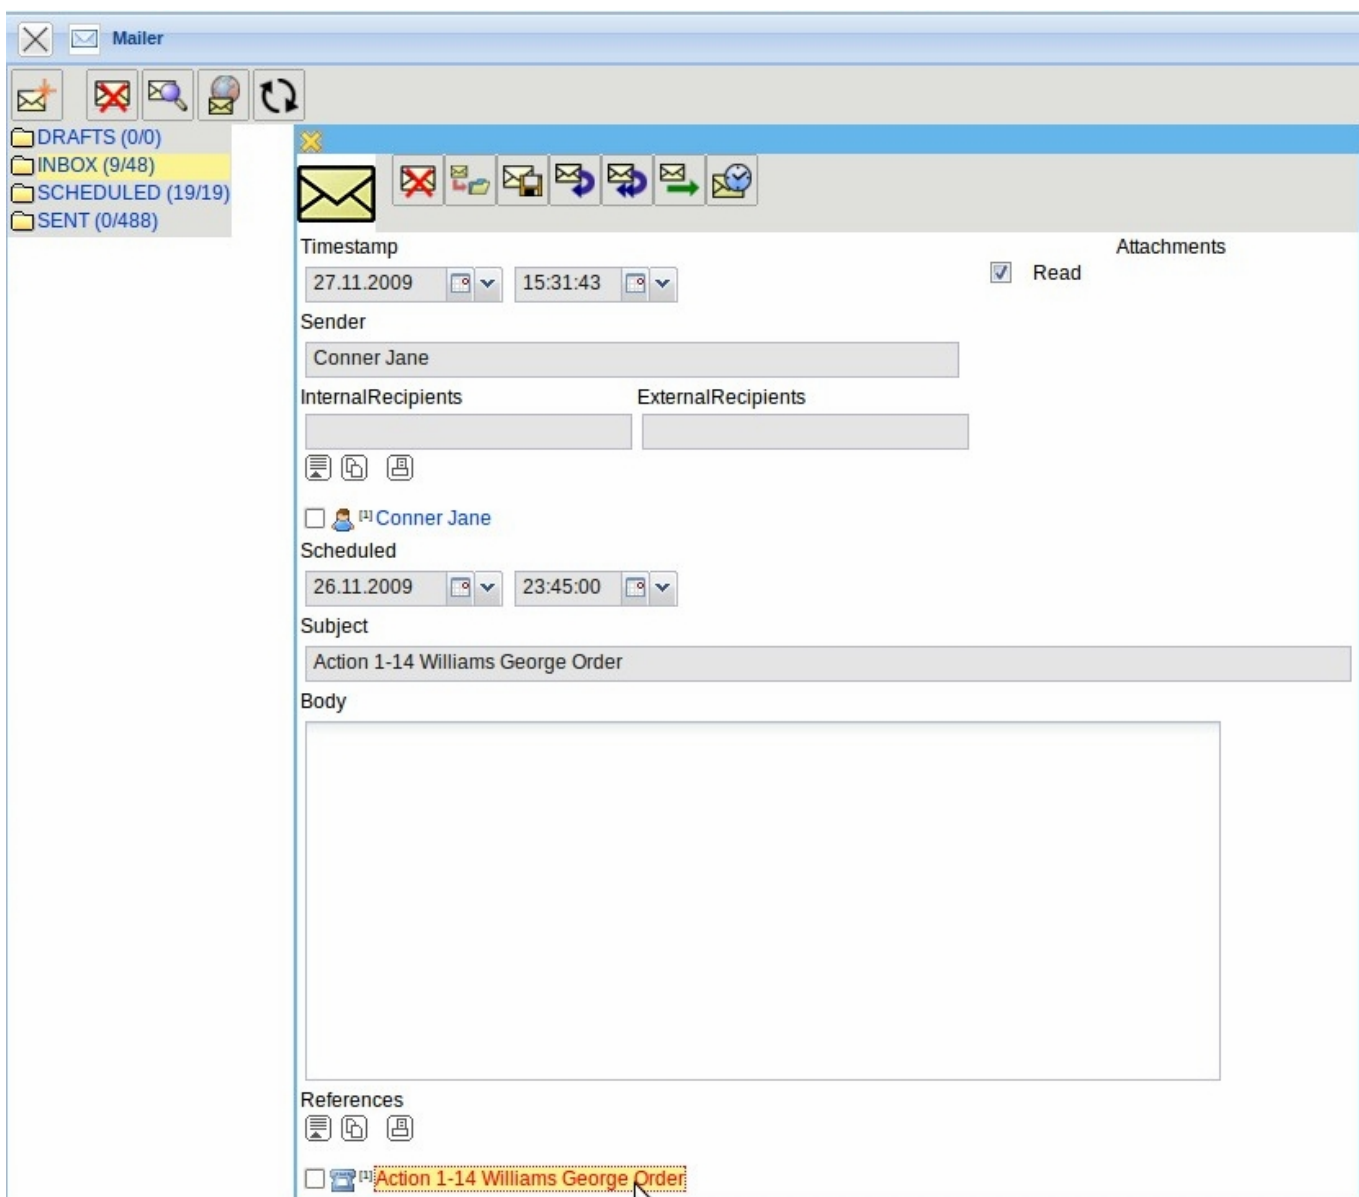 Mailer
DRAFTS (0/0)
INBOX (9/48)
SCHEDULED (19/19)
SENT (0/488)
Timestamp
Attachments
27.11.2009
15:31:43
Read
Sender
Conner Jane
InternalRecipients
ExternalRecipients
[1] Conner Jane
Scheduled
26.11.2009
23:45:00
Subject
Action 1-14 Williams George Order
Body
References
[1] Action 1-14 Williams George Order